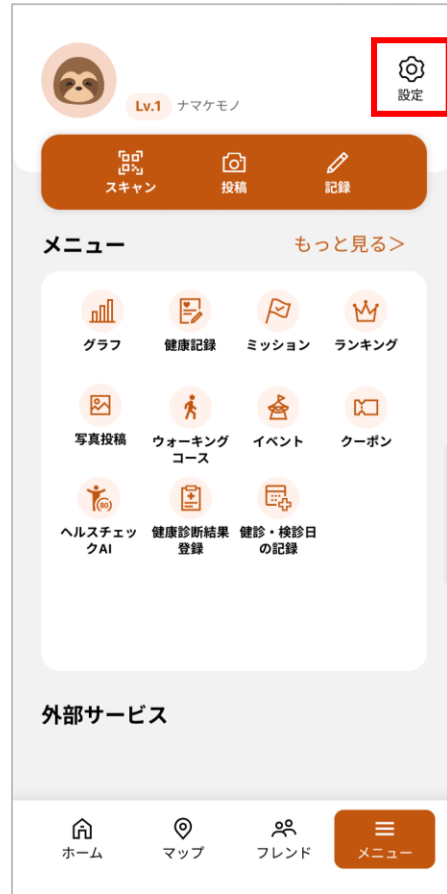 設定
Lv.1 ナマケモノ
スキャン 投稿 記録
メニュー もっと見る＞
グラフ 健康記録 ミッション ランキング
写真投稿 ウォーキング イベント クーポン
コース
80
ヘルスチェッ 健康診断結果 健診・検診日
クAI 登録 の記録
外部サービス
ホーム マップ フレンド メニュー